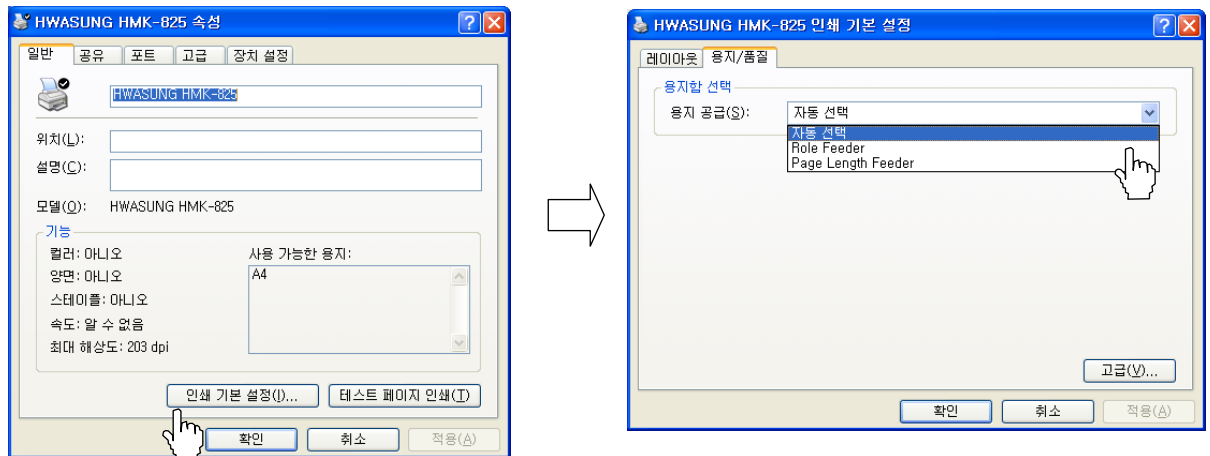 HWASUNG HMK-825 속성
일반 공유 포트 고급 장치 설정
HWASUNG HMK-825
위치(L):
설명(C):
모델(O): HWASUNG HMK-825
기능
컬러: 아니오
양면: 아니오
스테이플: 아니오
속도: 알 수 없음
최대 해상도: 203 dpi
사용 가능한 용지:
A4
인쇄 기본 설정(I)... 테스트 페이지 인쇄(T)
확인 취소 적용(A)
HWASUNG HMK-825 인쇄 기본 설정
레이아웃 용지/품질
용지함 선택
용지 공급(S): 자동 선택
자동 선택
Role Feeder
Page Length Feeder
고급(V)...
확인 취소 적용(A)